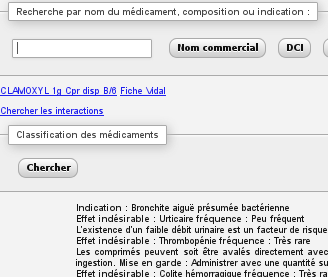 Recherche par nom du médicament, composition ou indication :
Nom commercial DCI
CLAMOXYL 1g Cpr disp B/6 Fiche Vidal
Chercher les interactions
Classification des médicaments
Chercher
Indication : Bronchite aiguë présumée bactérienne
Effet indésirable : Urticaire fréquence : Peu fréquent
L'existence d'un faible débit urinaire est un facteur de risque
Effet indésirable : Thrombopénie fréquence : Très rare
Les comprimés peuvent soit être avalés directement avec
ingestion. Mise en garde : Administrer avec une quantité su
Effet indésirable : Colite hémorragique fréquence : Très ra